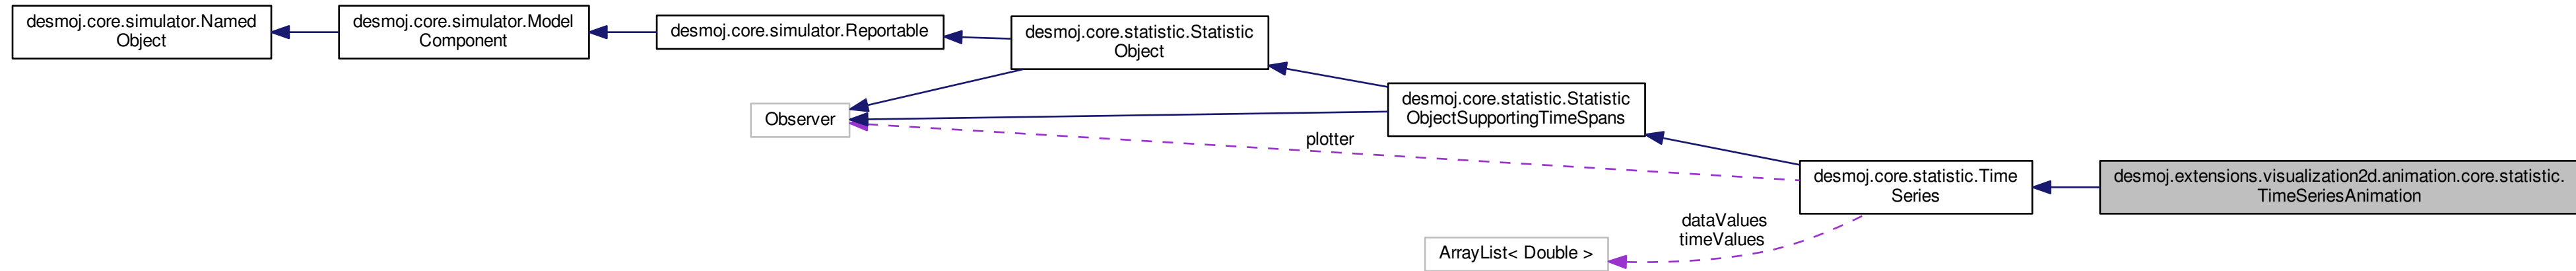 desmoj.core.simulator.Named
Object
desmoj.core.simulator.Model
Component
desmoj.core.simulator.Reportable
desmoj.core.statistic.Statistic
Object
Observer
desmoj.core.statistic.Statistic
ObjectSupportingTimeSpans
plotter
desmoj.core.statistic.Time
Series
desmoj.extensions.visualization2d.animation.core.statistic.
TimeSeriesAnimation
dataValues
timeValues
ArrayList< Double >